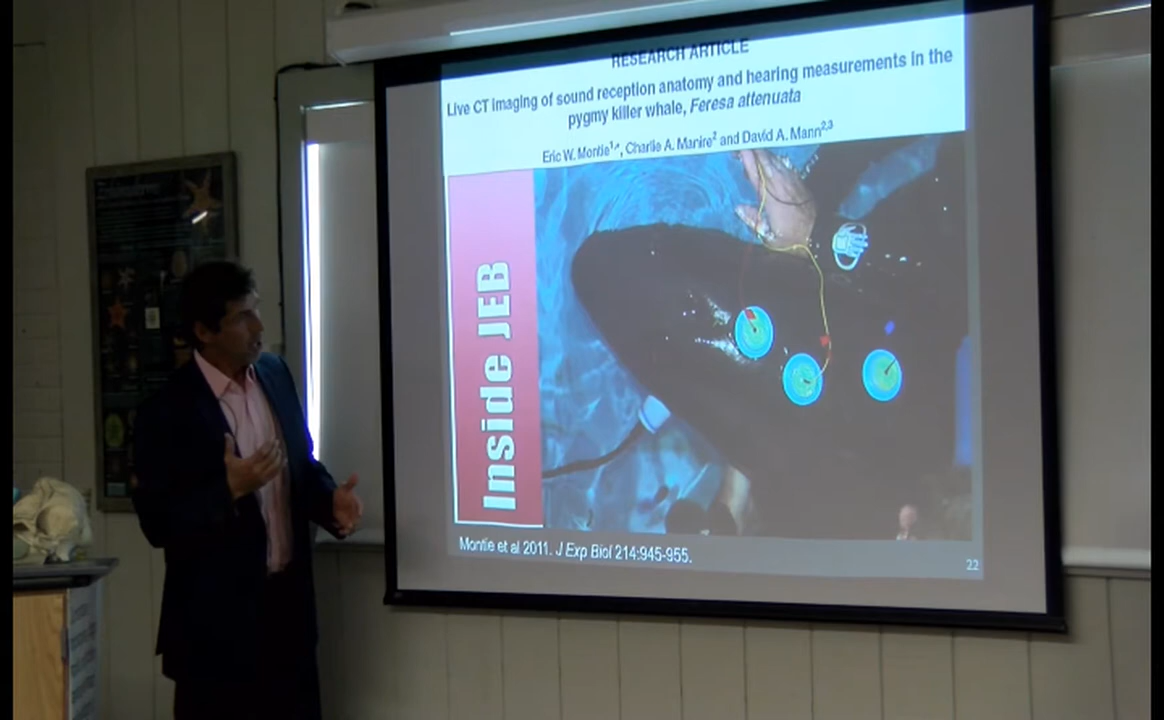 RESEARCH ARTICLE
Live CT imaging of sound reception anatomy and hearing measurements in the
pygmy killer whale, Feresa attenuata
Eric W. Montie1,*, Charlie A. Manire2 and David A. Mann2,3
Inside JEB
Montie et al 2011. J Exp Biol 214:945-955.
22